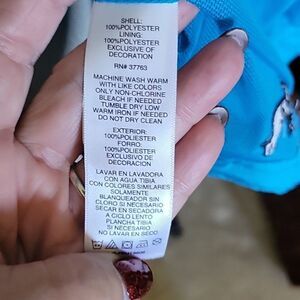 SHELL:
100%POLYESTER
LINING:
100%POLYESTER
EXCLUSIVE OF
DECORATION
RN# 37763
MACHINE WASH WARM
WITH LIKE COLORS
ONLY NON-CHLORINE
BLEACH IF NEEDED
TUMBLE DRY LOW
WARM IRON IF NEEDED
DO NOT DRY CLEAN
EXTERIOR:
100%POLIESTER
FORRO:
100%POLIESTER
EXCLUSIVO DE
DECORACION
LAVAR EN LAVADORA
CON AGUA TIBIA
CON COLORES SIMILARES
SOLAMENTE
BLANQUEADOR SIN
CLORO SI NECESARIO
SECAR EN SECADORA
A CICLO LENTO
PLANCHA TIBIA
SI NECESARIO
NO LAVAR EN SECO